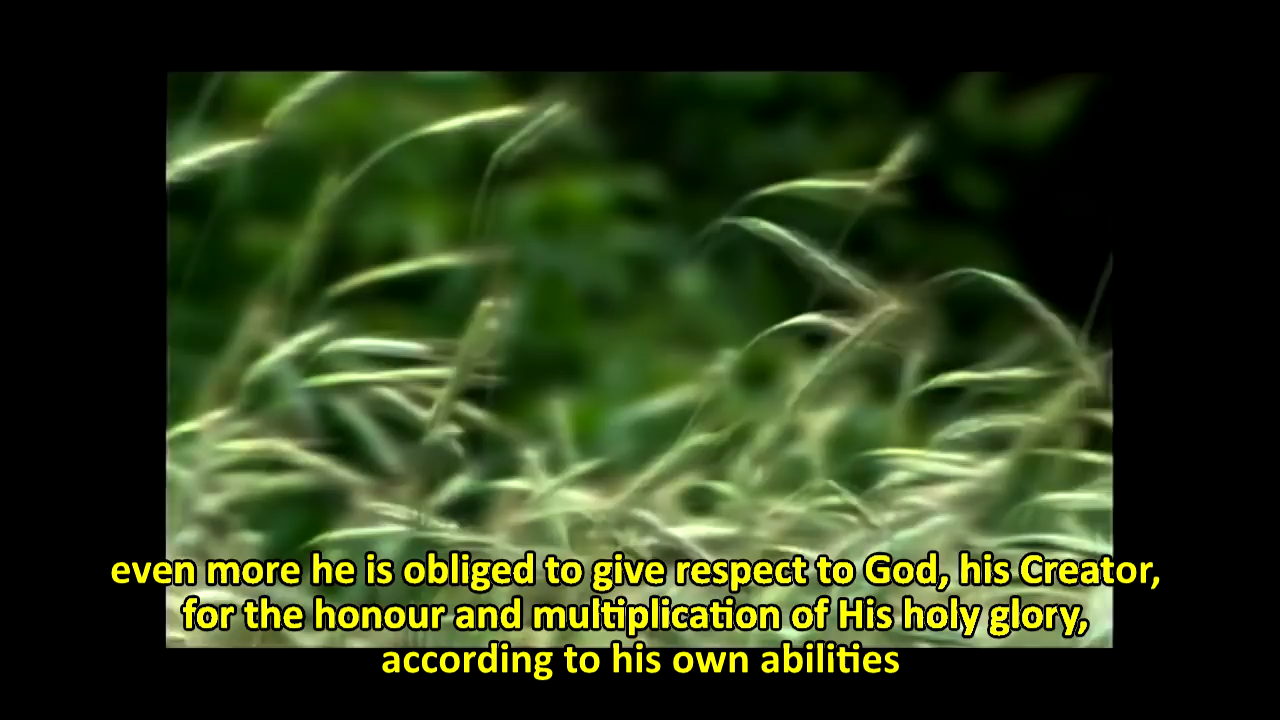 even more he is obliged to give respect to God, his Creator,
for the honour and multiplication of His holy glory,
according to his own abilities